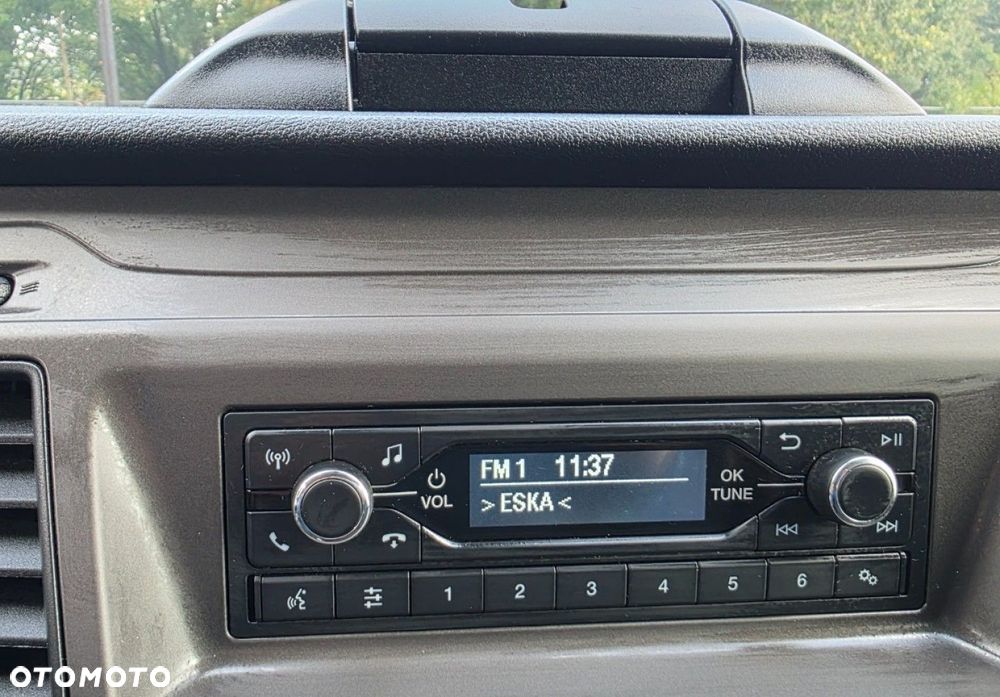 FM 1 11:37
> ESKA <
VOL
OK
TUNE
1 2 3 4 5 6
OTOMOTO